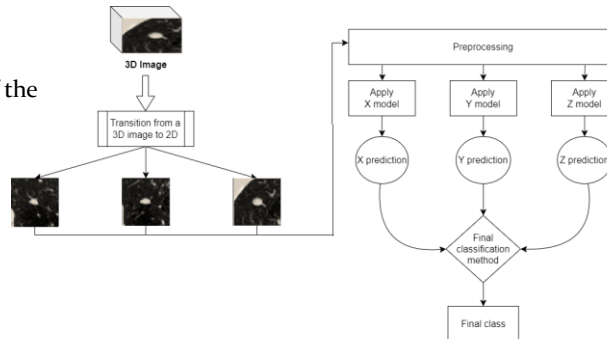 the
3D Image
Transition from a
3D image to 2D
Preprocessing
Apply
X model
Apply
Y model
Apply
Z model
X prediction
Y prediction
Z prediction
Final
classification
method
Final class